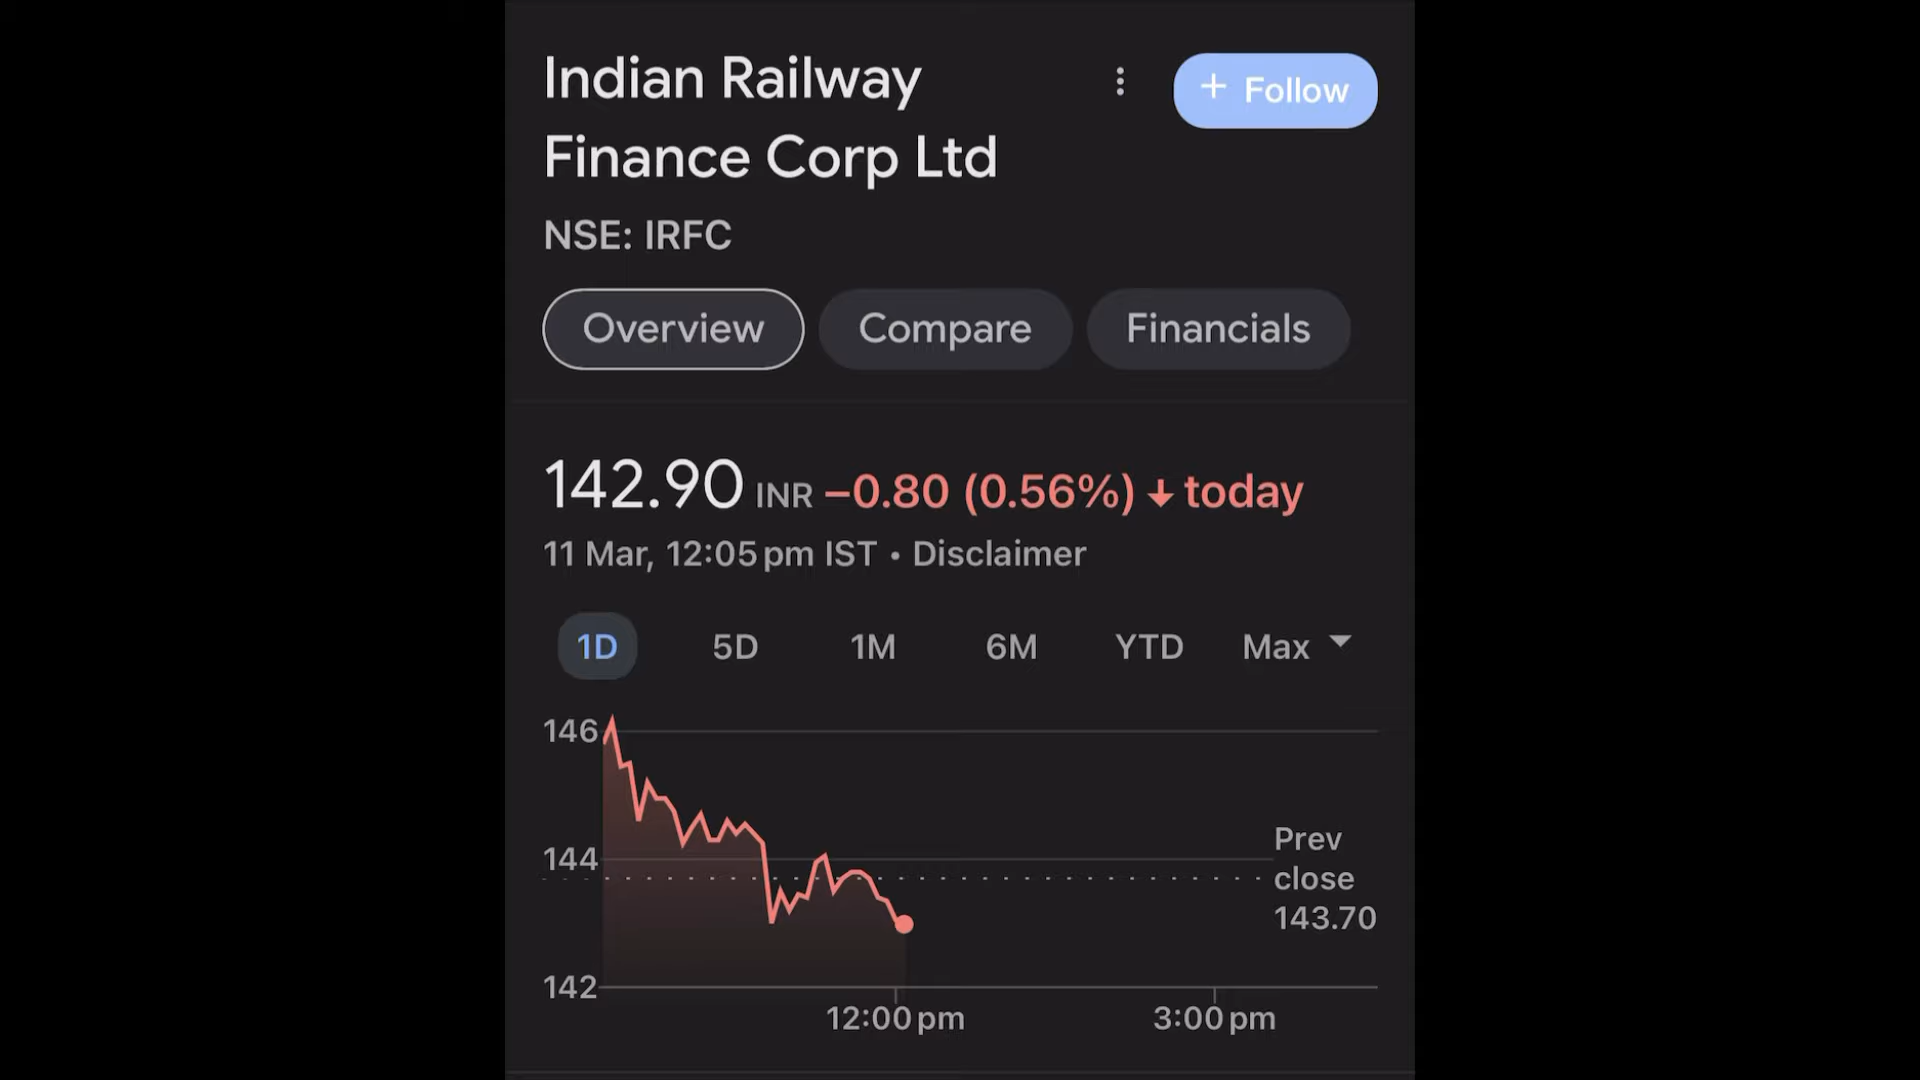 Indian Railway
Finance Corp Ltd
+ Follow
NSE: IRFC
Overview Compare Financials
142.90 INR −0.80 (0.56%) ↓ today
11 Mar, 12:05 pm IST • Disclaimer
1D 5D 1M 6M YTD Max
146
144
142
Prev
close
143.70
12:00 pm 3:00 pm